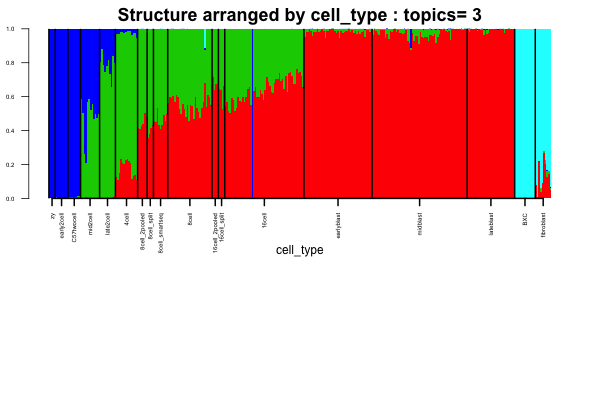 Structure arranged by cell_type : topics= 3
1.0
0.8
0.6
0.4
0.2
0.0
zy
early2cell
C57twocell
mid2cell
late2cell
4cell
8cell_2pooled
8cell_split
8cell_smartseq
8cell
16cell_2pooled
16cell_split
16cell
earlyblast
midblast
lateblast
BXC
fibroblast
cell_type